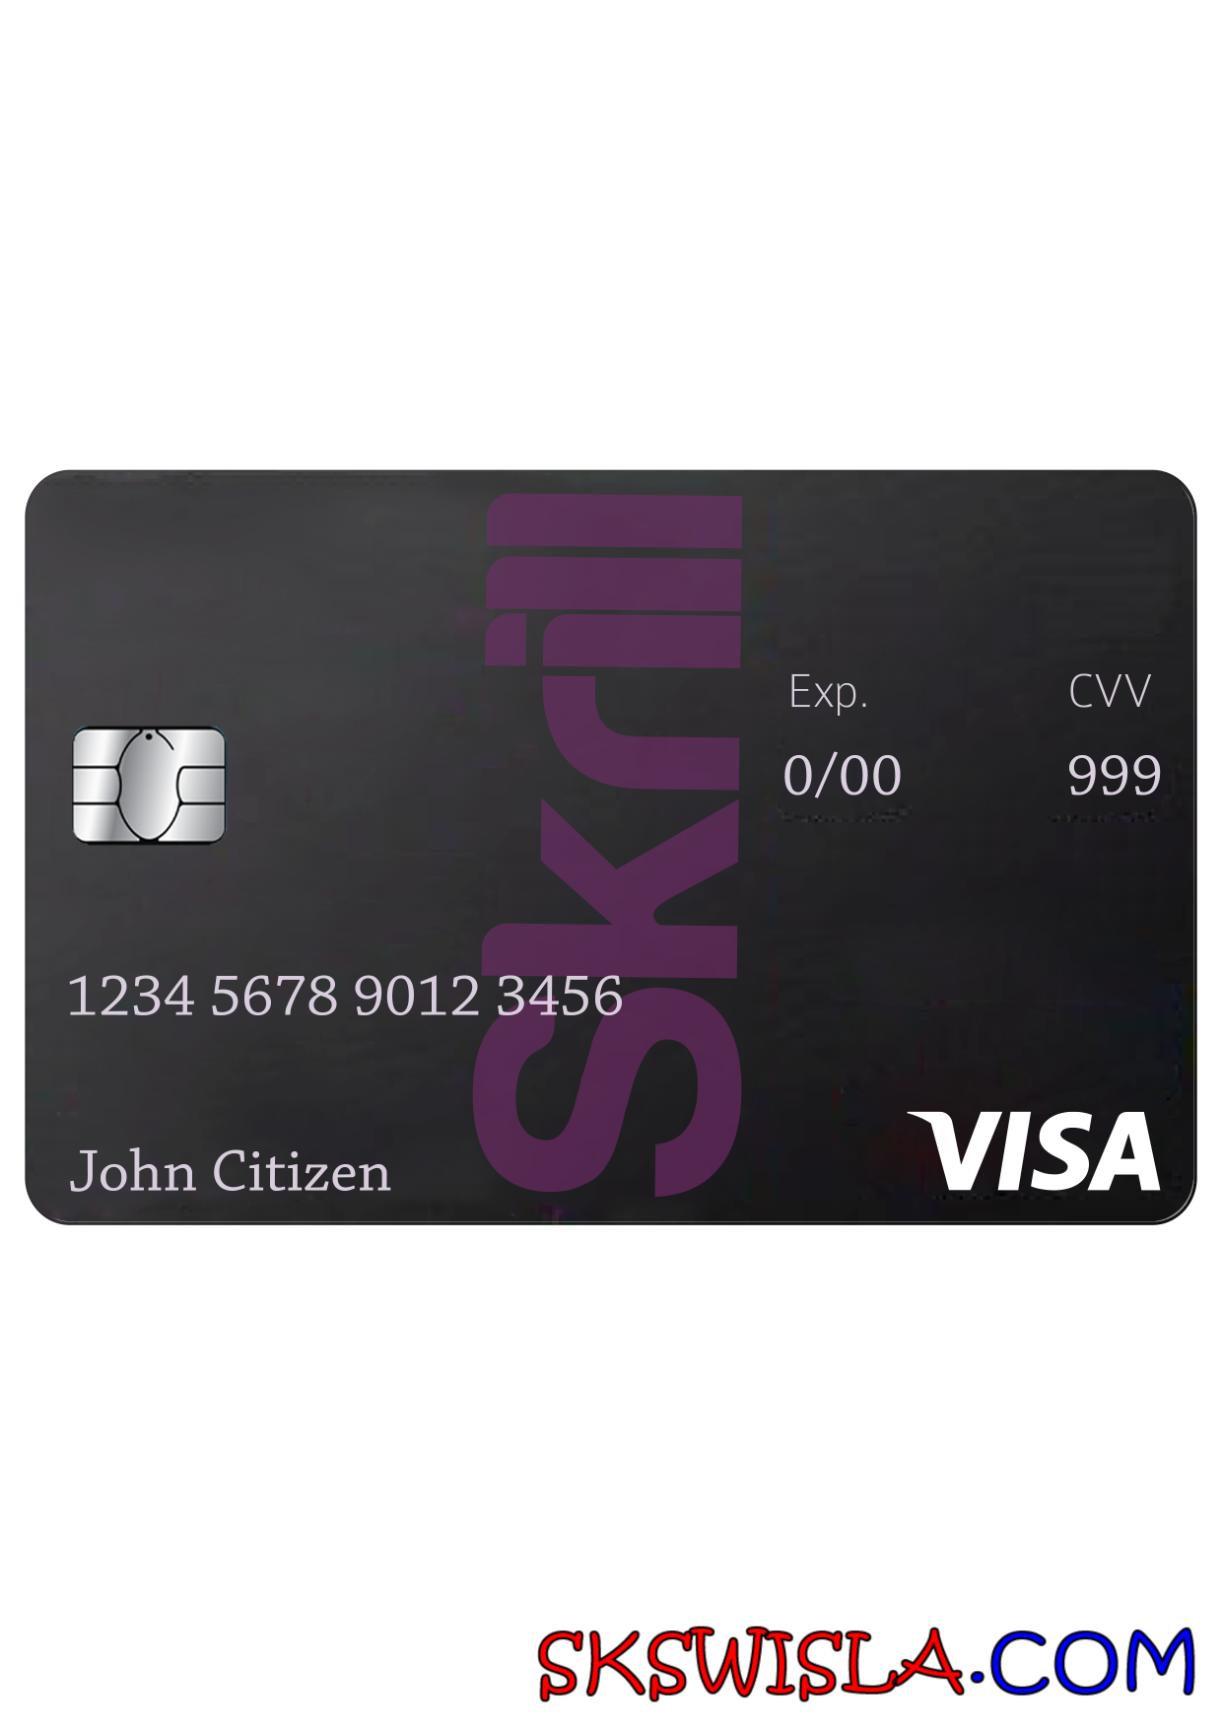 Skrill
Exp. CVV
0/00 999
1234 5678 9012 3456
John Citizen
VISA
SKSWISLA.COM